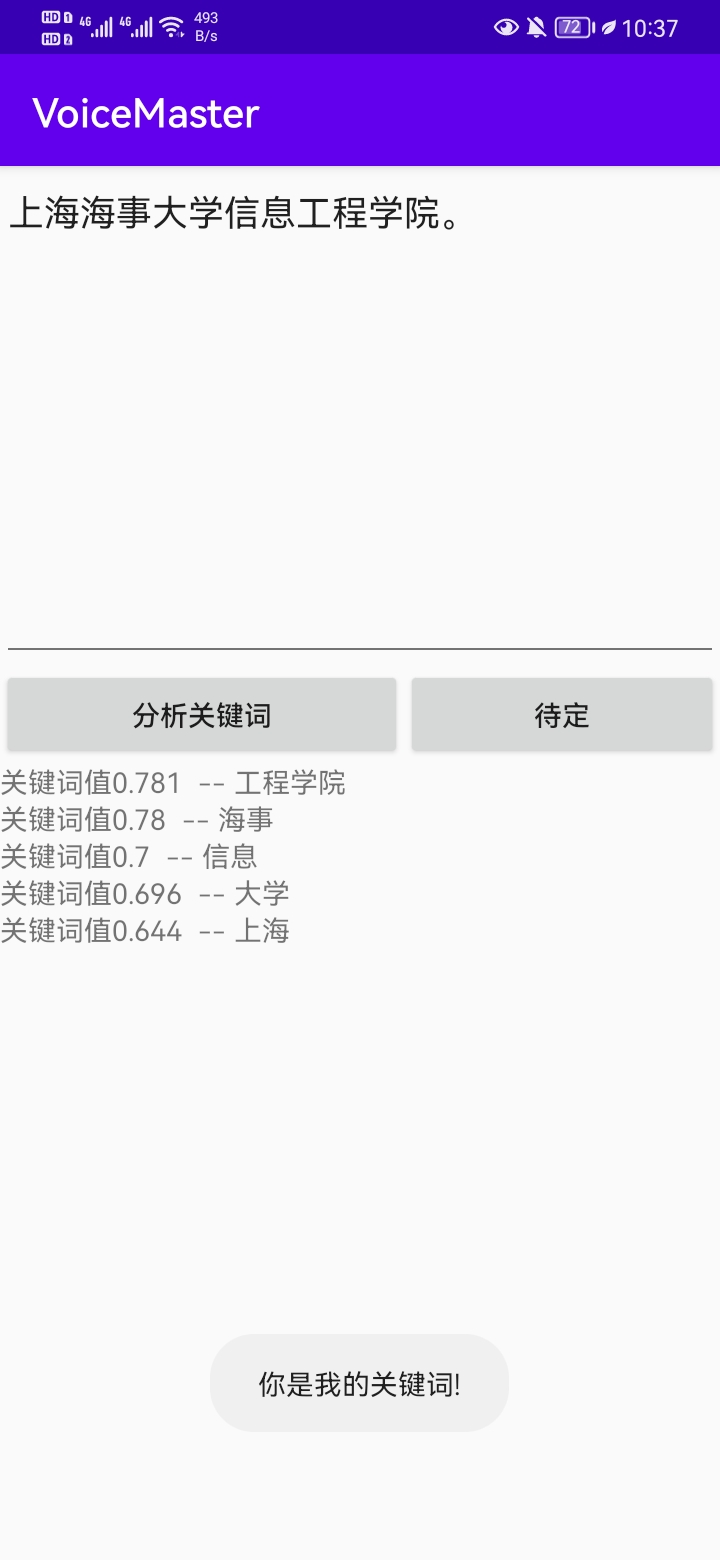 HD 1 4G 4G 493
HD 2 B/s
72 10:37
VoiceMaster
上海海事大学信息工程学院。
分析关键词 待定
关键词值0.781 -- 工程学院
关键词值0.78 -- 海事
关键词值0.7 -- 信息
关键词值0.696 -- 大学
关键词值0.644 -- 上海
你是我的关键词!